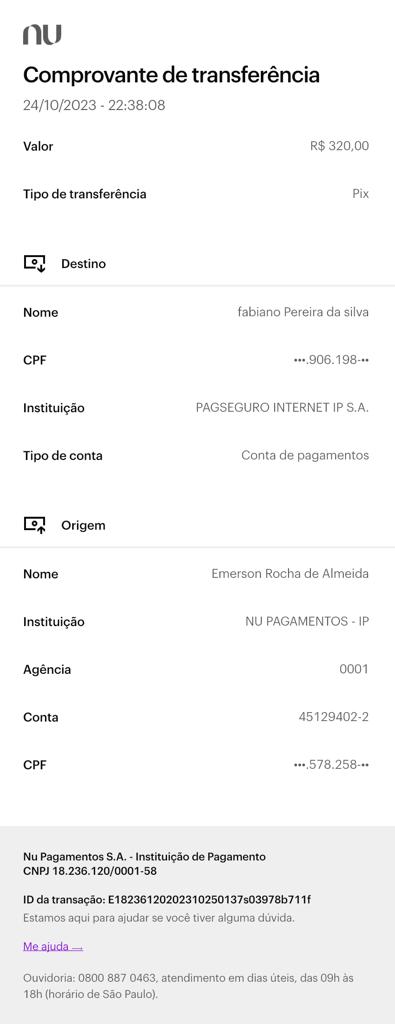 nu
Comprovante de transferência
24/10/2023 - 22:38:08
Valor R$ 320,00
Tipo de transferência Pix
Destino
Nome fabiano Pereira da silva
CPF •••.906.198-••
Instituição PAGSEGURO INTERNET IP S.A.
Tipo de conta Conta de pagamentos
Origem
Nome Emerson Rocha de Almeida
Instituição NU PAGAMENTOS - IP
Agência 0001
Conta 45129402-2
CPF •••.578.258-••
Nu Pagamentos S.A. - Instituição de Pagamento
CNPJ 18.236.120/0001-58
ID da transação: E18236120202310250137s03978b711f
Estamos aqui para ajudar se você tiver alguma dúvida.
Me ajuda →
Ouvidoria: 0800 887 0463, atendimento em dias úteis, das 09h às
18h (horário de São Paulo).